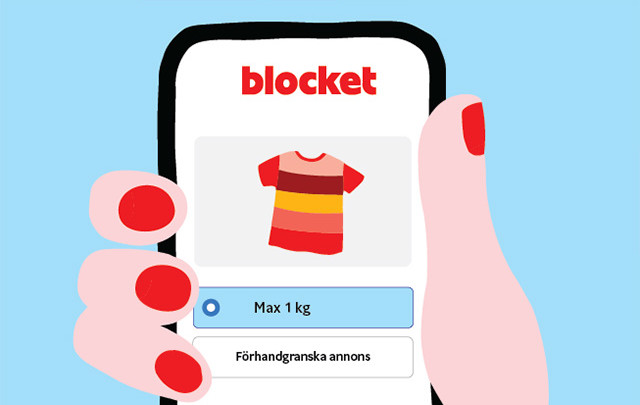 blocket
Max 1 kg
Förhandgranska annons